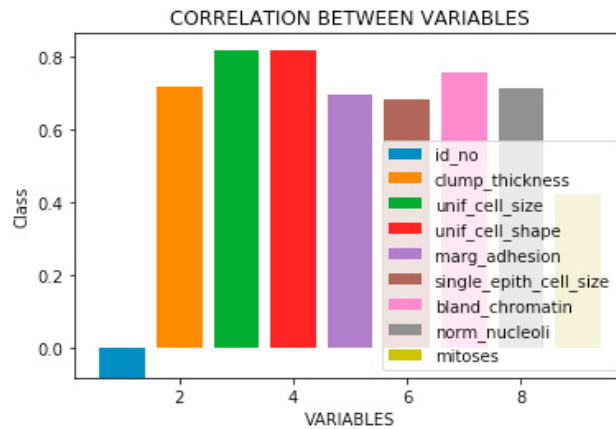 CORRELATION BETWEEN VARIABLES
0.8
0.6
0.4
0.2
0.0
Class
id_no
clump_thickness
unif_cell_size
unif_cell_shape
marg_adhesion
single_epith_cell_size
bland_chromatin
norm_nucleoli
mitoses
2
4
6
8
VARIABLES